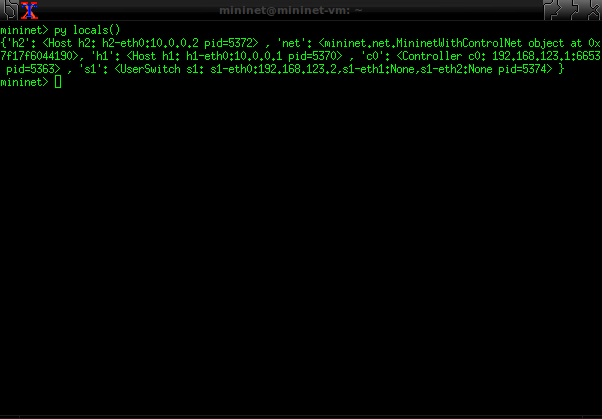 mininet@mininet-vm: ~
mininet> py locals()
{'h2': <Host h2: h2-eth0:10.0.0.2 pid=5372> , 'net': <mininet.net.MininetWithControlNet object at 0x
7f17f6044190>, 'h1': <Host h1: h1-eth0:10.0.0.1 pid=5370> , 'c0': <Controller c0: 192.168.123.1:6653
 pid=5363> , 's1': <UserSwitch s1: s1-eth0:192.168.123.2,s1-eth1:None,s1-eth2:None pid=5374> }
mininet>